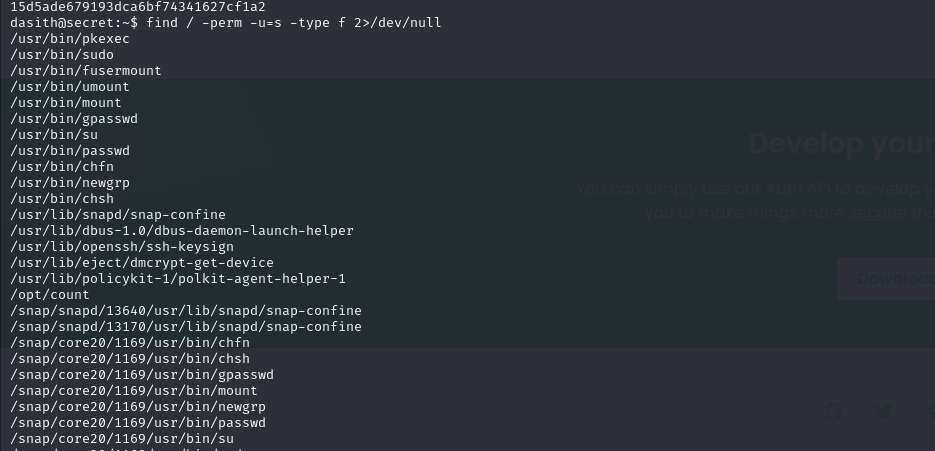 15d5ade679193dca6bf74341627cf1a2
dasith@secret:~$ find / -perm -u=s -type f 2>/dev/null
/usr/bin/pkexec
/usr/bin/sudo
/usr/bin/fusermount
/usr/bin/umount
/usr/bin/mount
/usr/bin/gpasswd
/usr/bin/su
/usr/bin/passwd
/usr/bin/chfn
/usr/bin/newgrp
/usr/bin/chsh
/usr/lib/snapd/snap-confine
/usr/lib/dbus-1.0/dbus-daemon-launch-helper
/usr/lib/openssh/ssh-keysign
/usr/lib/eject/dmcrypt-get-device
/usr/lib/policykit-1/polkit-agent-helper-1
/opt/count
/snap/snapd/13640/usr/lib/snapd/snap-confine
/snap/snapd/13170/usr/lib/snapd/snap-confine
/snap/core20/1169/usr/bin/chfn
/snap/core20/1169/usr/bin/chsh
/snap/core20/1169/usr/bin/gpasswd
/snap/core20/1169/usr/bin/mount
/snap/core20/1169/usr/bin/newgrp
/snap/core20/1169/usr/bin/passwd
/snap/core20/1169/usr/bin/su
Develop your
You can simply use our Auth API to develop
you to make things more secure! this
Download